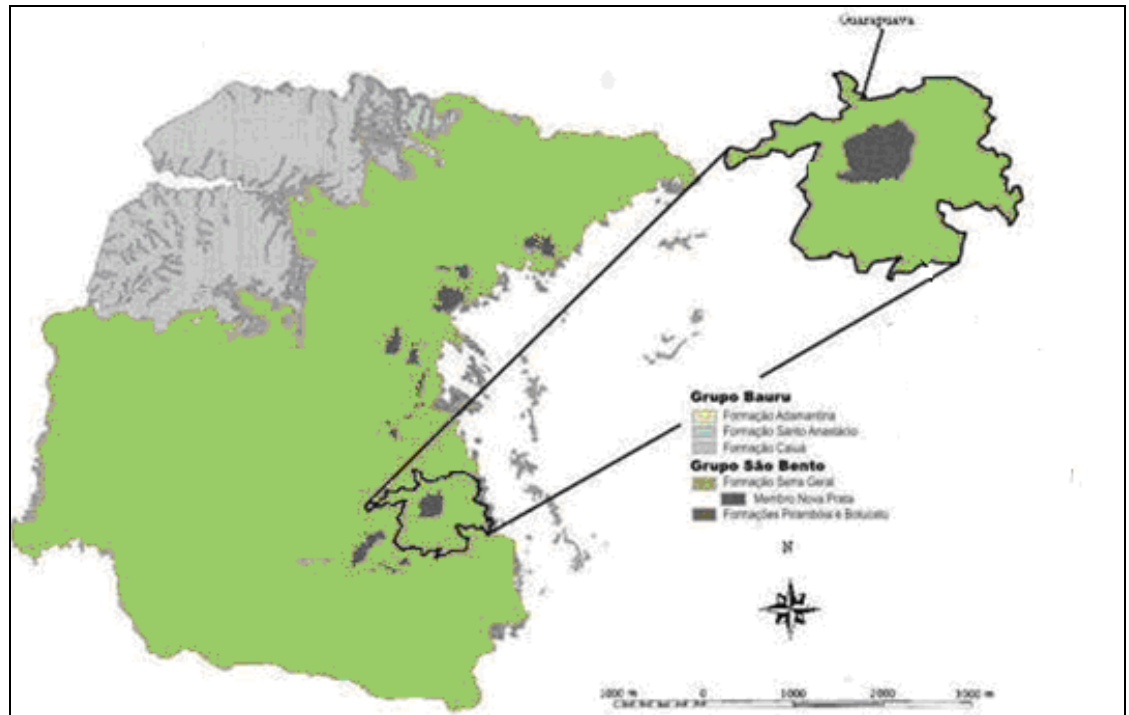 Guarapuava
Grupo Bauru
Formação Adamantina
Formação Santo Anastácio
Formação Caiuá
Grupo São Bento
Formação Serra Geral
Membro Nova Prata
Formações Pirambóia e Botucatu
N
1000 m 0 1000 2000 3000 m